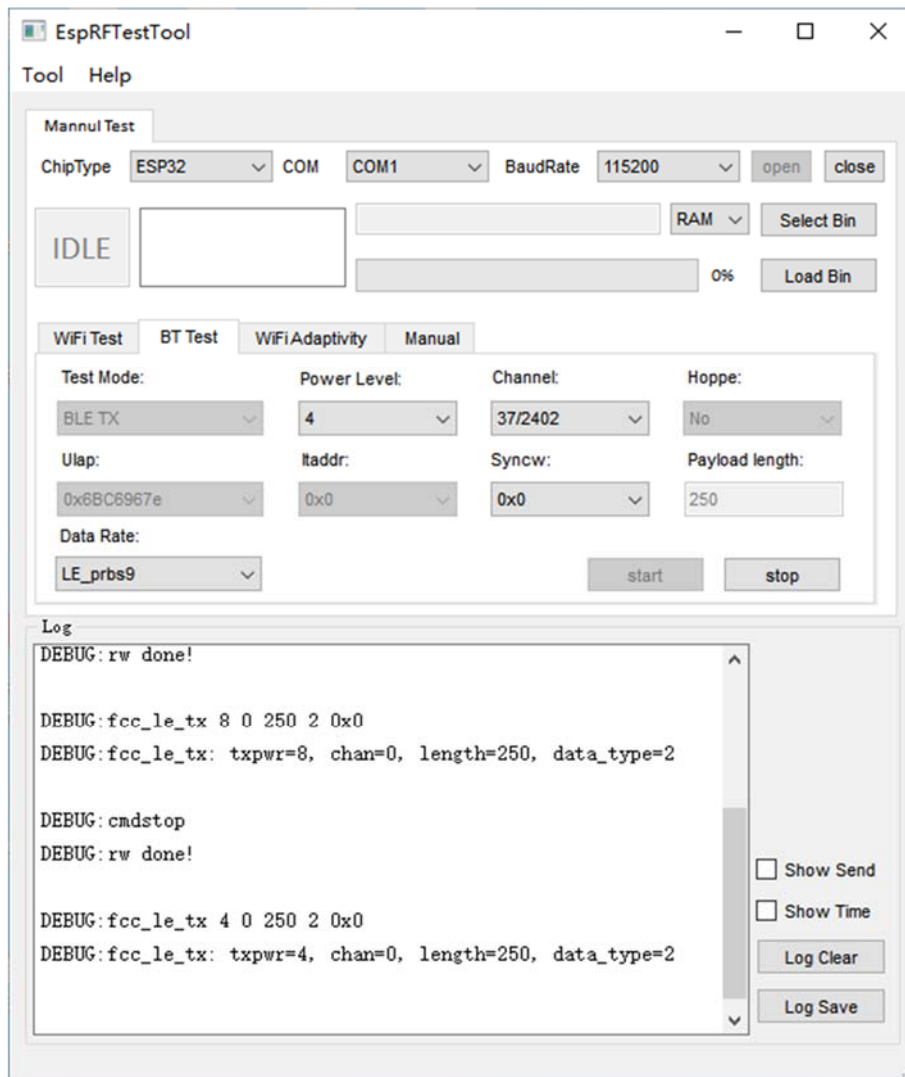 EspRFTestTool
Tool Help
Mannul Test
ChipType ESP32 COM COM1 BaudRate 115200 open close
IDLE RAM Select Bin
0% Load Bin
WiFi Test BT Test WiFi Adaptivity Manual
Test Mode: Power Level: Channel: Hoppe:
BLE TX 4 37/2402 No
Ulap: ltaddr: Syncw: Payload length:
0x6BC6967e 0x0 0x0 250
Data Rate:
LE_prbs9 start stop
Log
DEBUG:rw done!
DEBUG:fcc_le_tx 8 0 250 2 0x0
DEBUG:fcc_le_tx: txpwr=8, chan=0, length=250, data_type=2
DEBUG:cmdstop
DEBUG:rw done!
Show Send
DEBUG:fcc_le_tx 4 0 250 2 0x0
Show Time
DEBUG:fcc_le_tx: txpwr=4, chan=0, length=250, data_type=2
Log Clear
Log Save